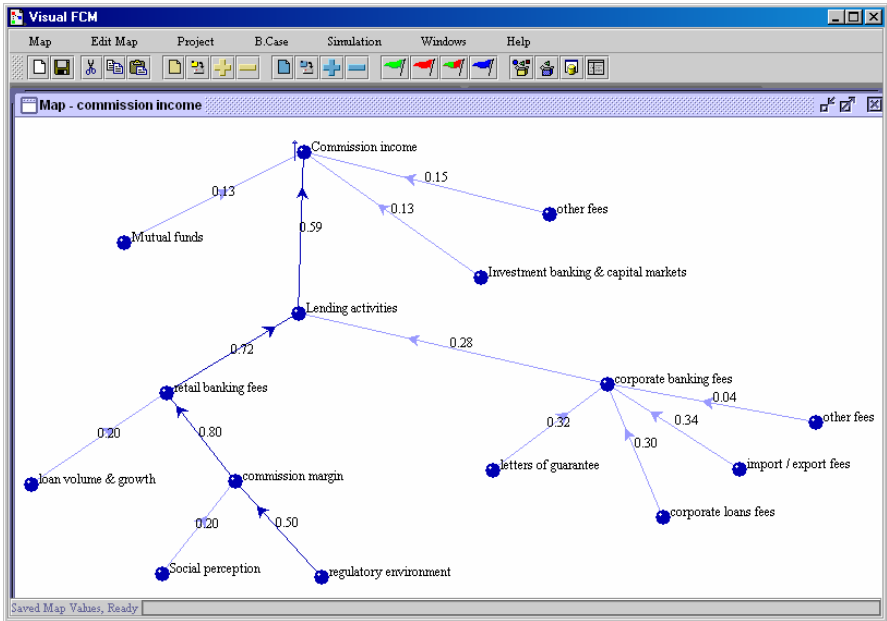 Visual FCM
Map Edit Map Project B.Case Simulation Windows Help
Map - commission income
Commission income
0.15
0.13
0.13
other fees
0.59
Mutual funds
Investment banking & capital markets
Lending activities
0.28
0.72
retail banking fees
corporate banking fees
0.04
0.32
0.34
other fees
0.20
0.80
0.30
letters of guarantee
import / export fees
loan volume & growth
commission margin
corporate loans fees
0.20
0.50
Social perception
regulatory environment
Saved Map Values, Ready